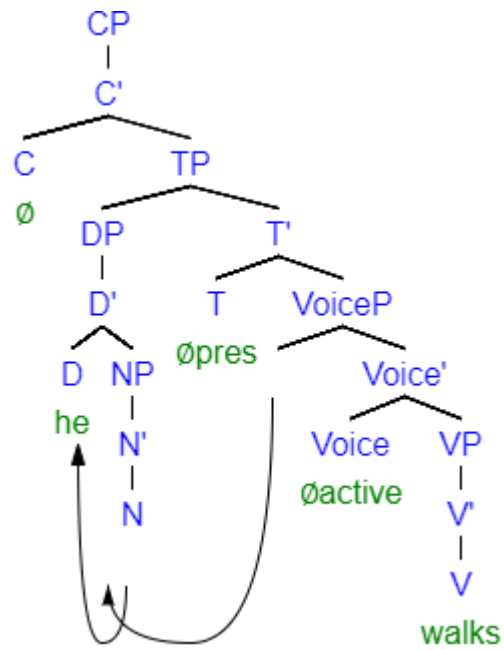 CP
C'
C TP
Ø
DP T'
D' T VoiceP
Øpres
D NP Voice'
he
N' Voice VP
Øactive
N V'
V
walks